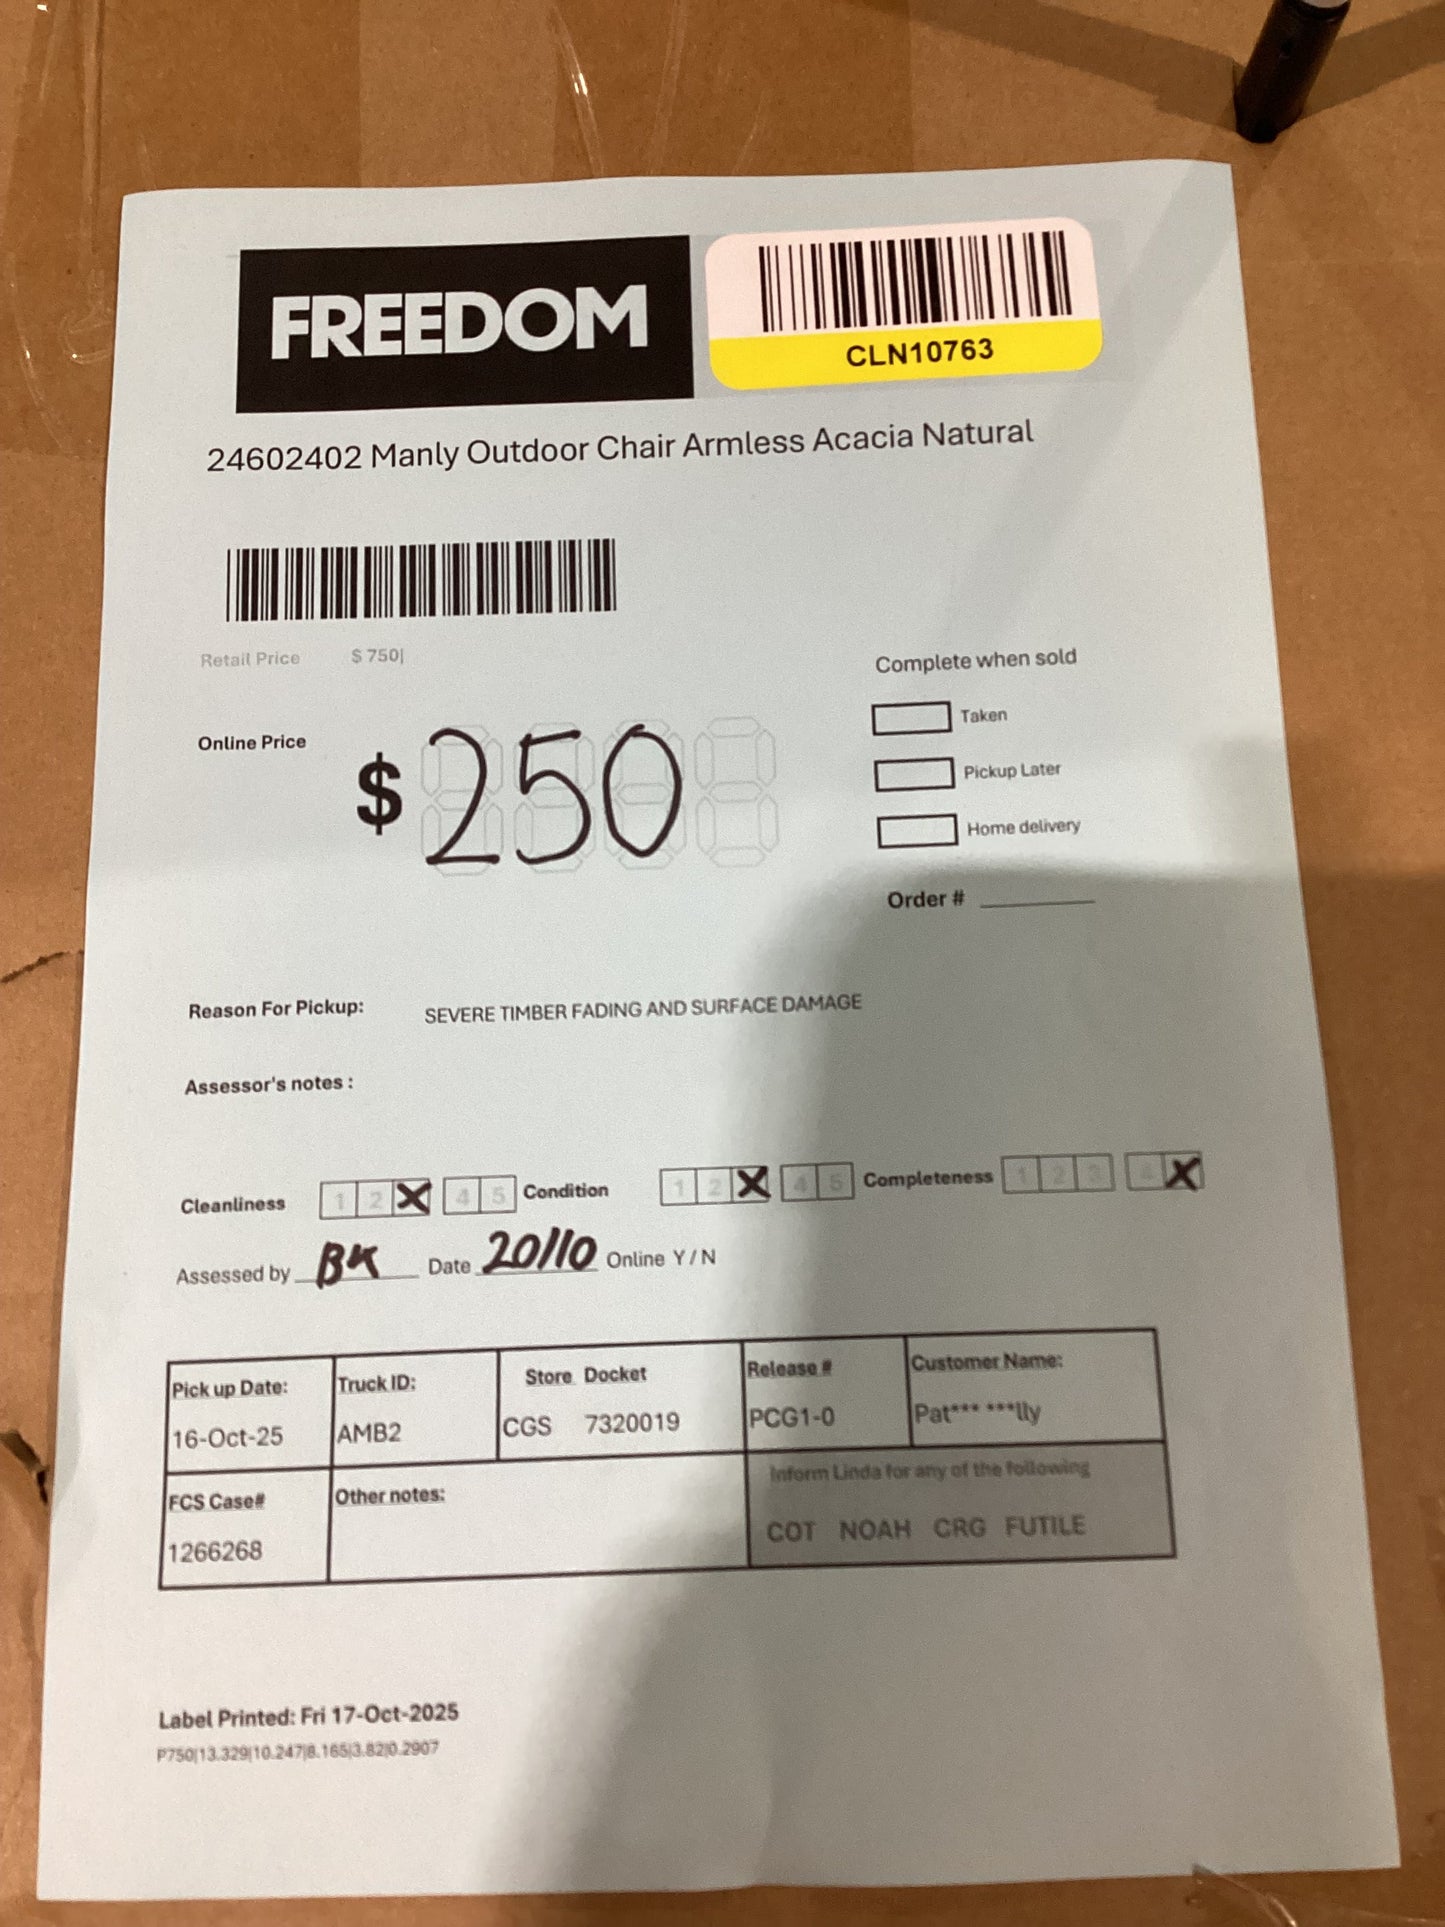 FREEDOM
CLN10763
24602402 Manly Outdoor Chair Armless Acacia Natural
Retail Price $ 750|
Complete when sold
Taken
Online Price $ 250
Pickup Later
Home delivery
Order #
Reason For Pickup: SEVERE TIMBER FADING AND SURFACE DAMAGE
Assessor's notes :
Cleanliness 1 2 X 4 5 Condition 1 2 X 4 5 Completeness 1 2 3 4 X
Assessed by BK Date 20/10 Online Y / N
Pick up Date: Truck ID: Store Docket Release # Customer Name:
16-Oct-25 AMB2 CGS 7320019 PCG1-0 Pat*** ***lly
FCS Case# Other notes: Inform Linda for any of the following
1266268 COT NOAH CRG FUTILE
Label Printed: Fri 17-Oct-2025
P750|13.329|10.247|8.165|3.82|0.2907